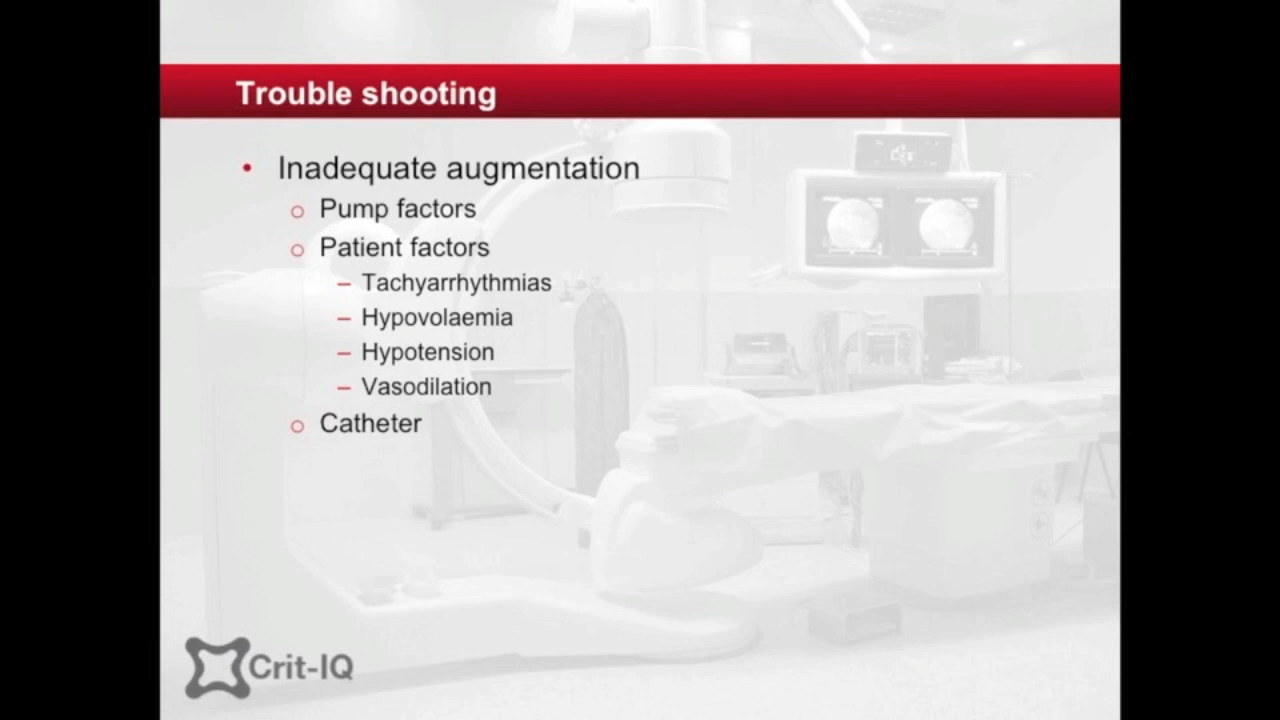 Trouble shooting
• Inadequate augmentation
○ Pump factors
○ Patient factors
– Tachyarrhythmias
– Hypovolaemia
– Hypotension
– Vasodilation
○ Catheter
Crit-IQ